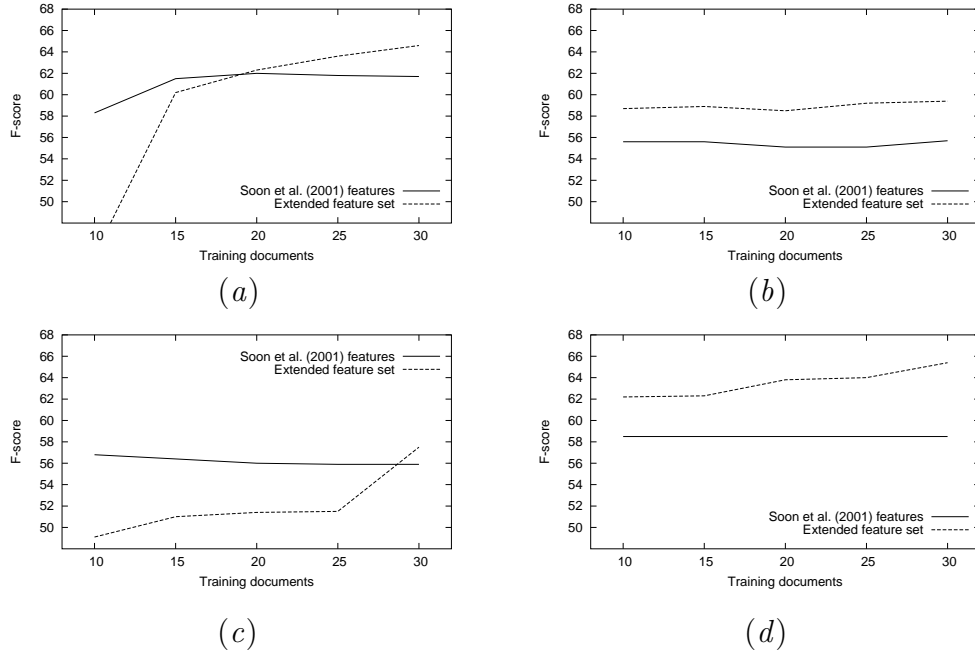 68
66
64
62
60
58
56
54
52
50
F-score
Soon et al. (2001) features
Extended feature set
10 15 20 25 30
Training documents
(a)
68
66
64
62
60
58
56
54
52
50
F-score
Soon et al. (2001) features
Extended feature set
10 15 20 25 30
Training documents
(b)
68
66
64
62
60
58
56
54
52
50
F-score
Soon et al. (2001) features
Extended feature set
10 15 20 25 30
Training documents
(c)
68
66
64
62
60
58
56
54
52
50
F-score
Soon et al. (2001) features
Extended feature set
10 15 20 25 30
Training documents
(d)